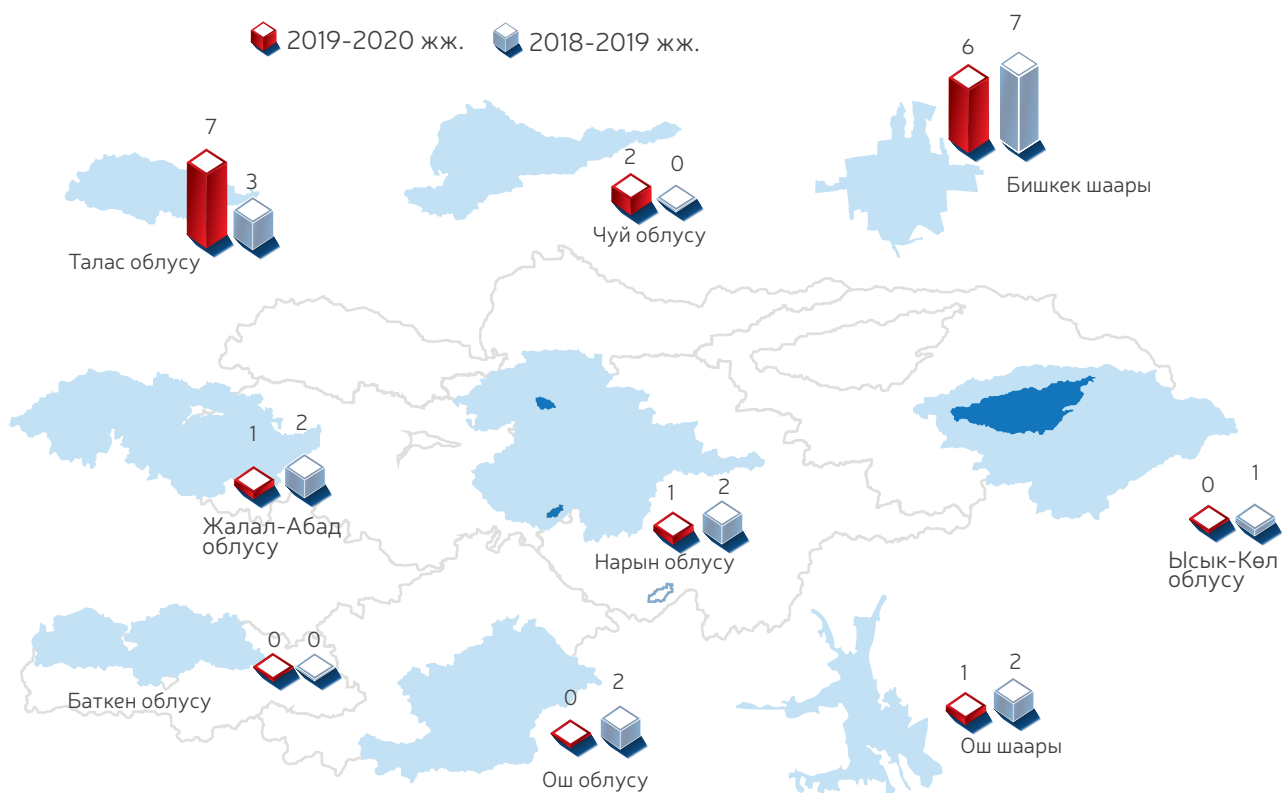 2019-2020 жж.
2018-2019 жж.
7
3
Талас облусу
2
0
Чуй облусу
6
7
Бишкек шаары
1
2
Жалал-Абад
облусу
1
2
Нарын облусу
0
1
Ысык-Көл
облусу
0
0
Баткен облусу
0
2
Ош облусу
1
2
Ош шаары